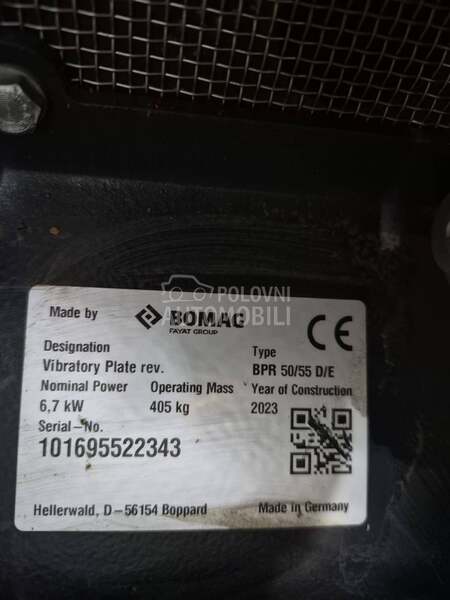 Made by BOMAG
FAYAT GROUP
CE
POLOVNI
AUTOMOBILI
Designation Type
Vibratory Plate rev. BPR 50/55 D/E
Nominal Power Operating Mass Year of Construction
6,7 kW 405 kg 2023
Serial-No.
101695522343
Hellerwald, D-56154 Boppard Made in Germany